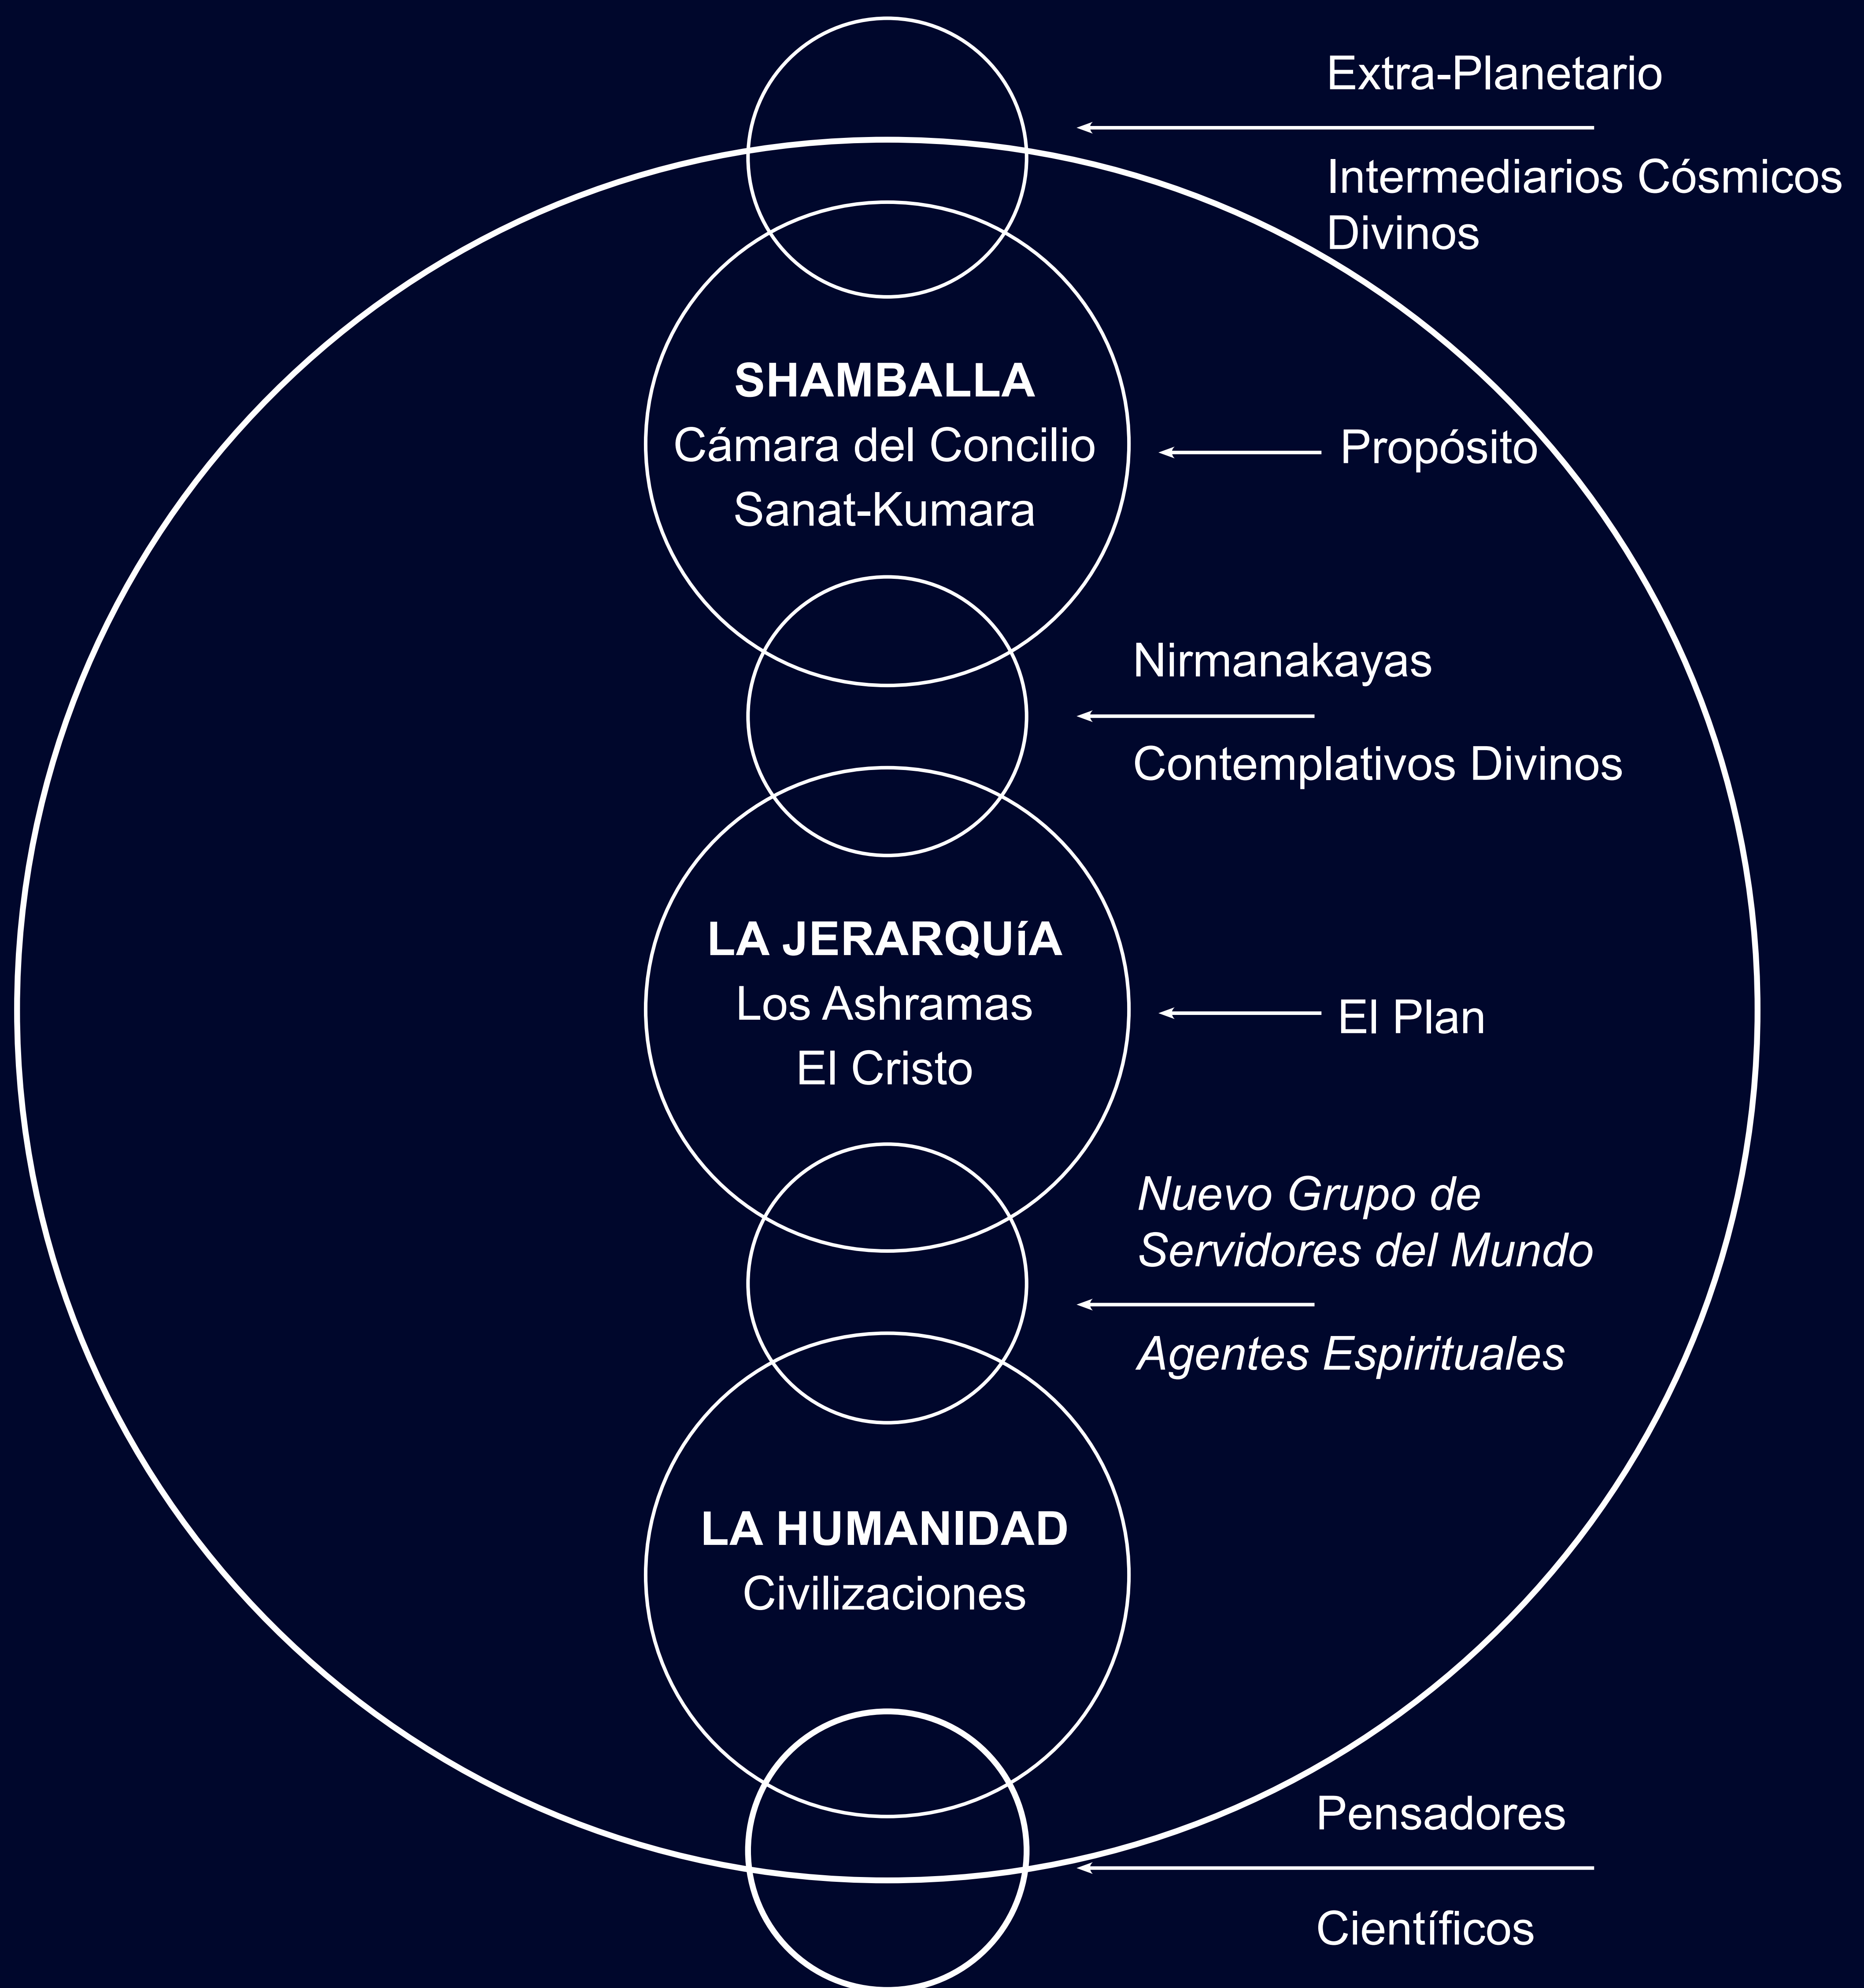 Extra-Planetario
Intermediarios Cósmicos
Divinos
SHAMBALLA
Cámara del Concilio
Sanat-Kumara
Propósito
Nirmanakayas
Contemplativos Divinos
LA JERARQUíA
Los Ashramas
El Cristo
El Plan
Nuevo Grupo de
Servidores del Mundo
Agentes Espirituales
LA HUMANIDAD
Civilizaciones
Pensadores
Científicos